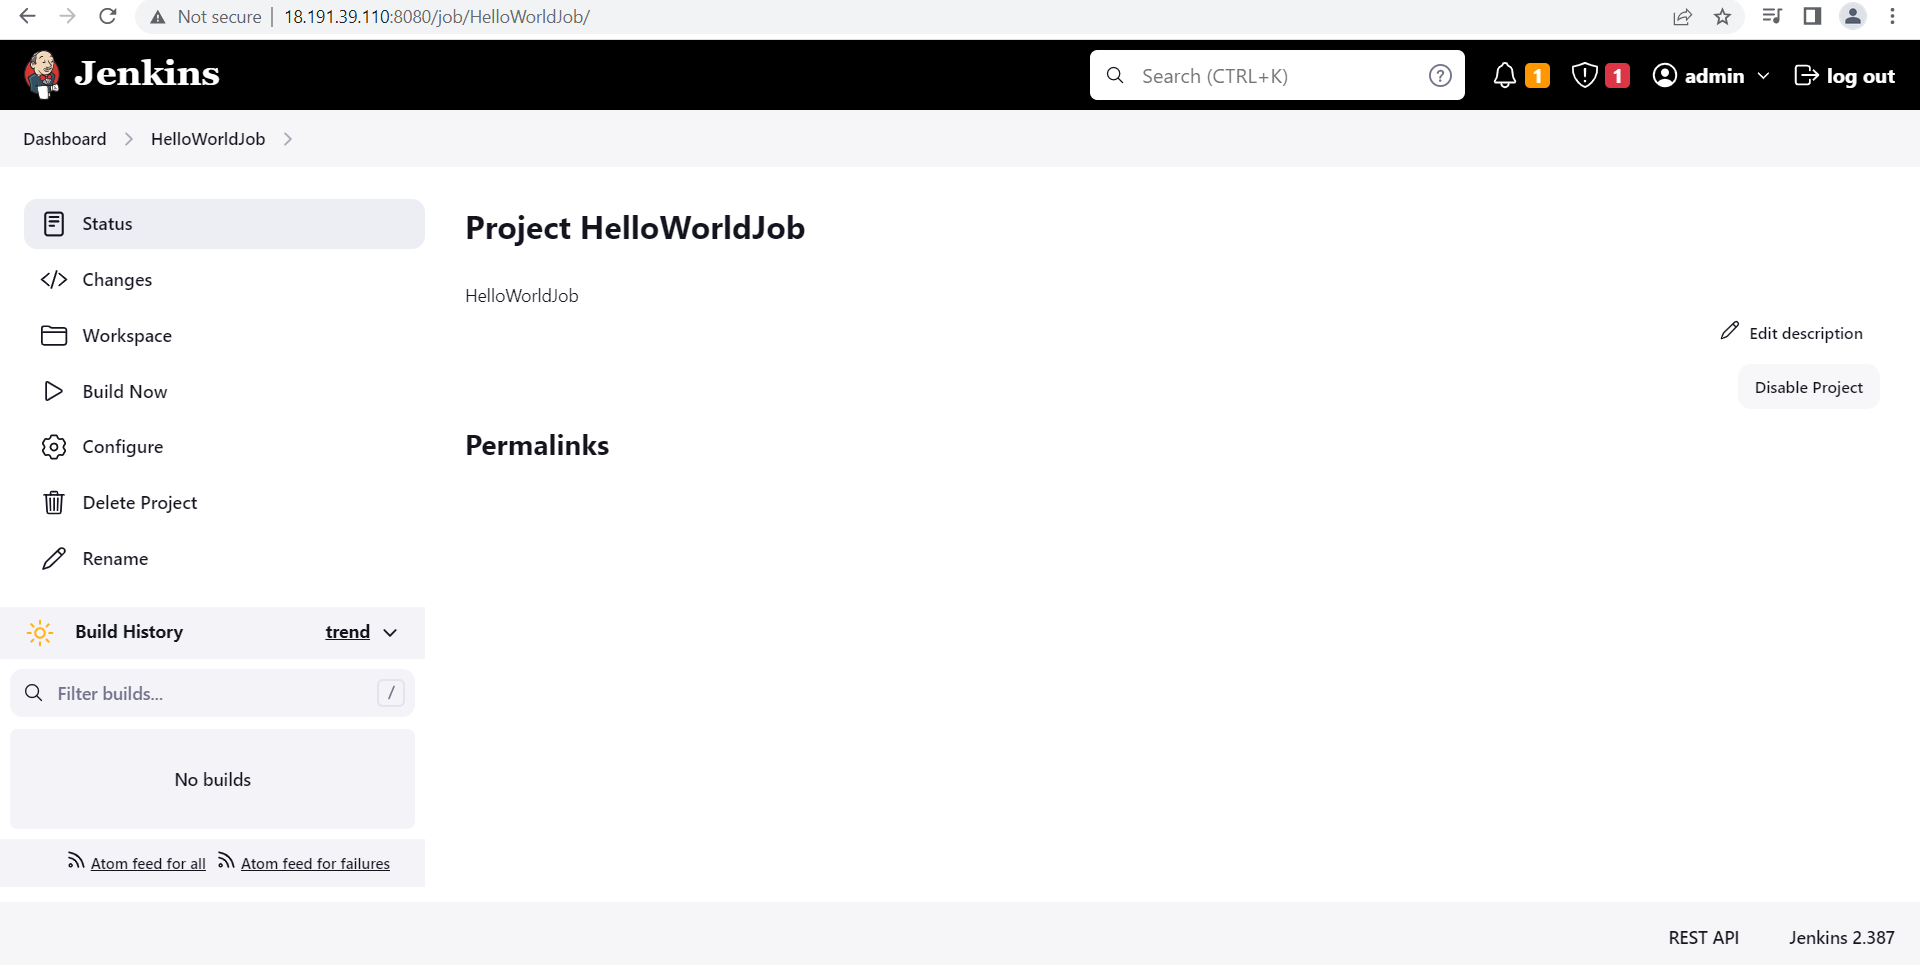 Not secure | 18.191.39.110:8080/job/HelloWorldJob/
Jenkins
Search (CTRL+K)
?
1
1
admin
log out
Dashboard
HelloWorldJob
Status
Changes
Workspace
Build Now
Configure
Delete Project
Rename
Build History
trend
Filter builds...
/
No builds
Atom feed for all
Atom feed for failures
Project HelloWorldJob
HelloWorldJob
Edit description
Disable Project
Permalinks
REST API
Jenkins 2.387